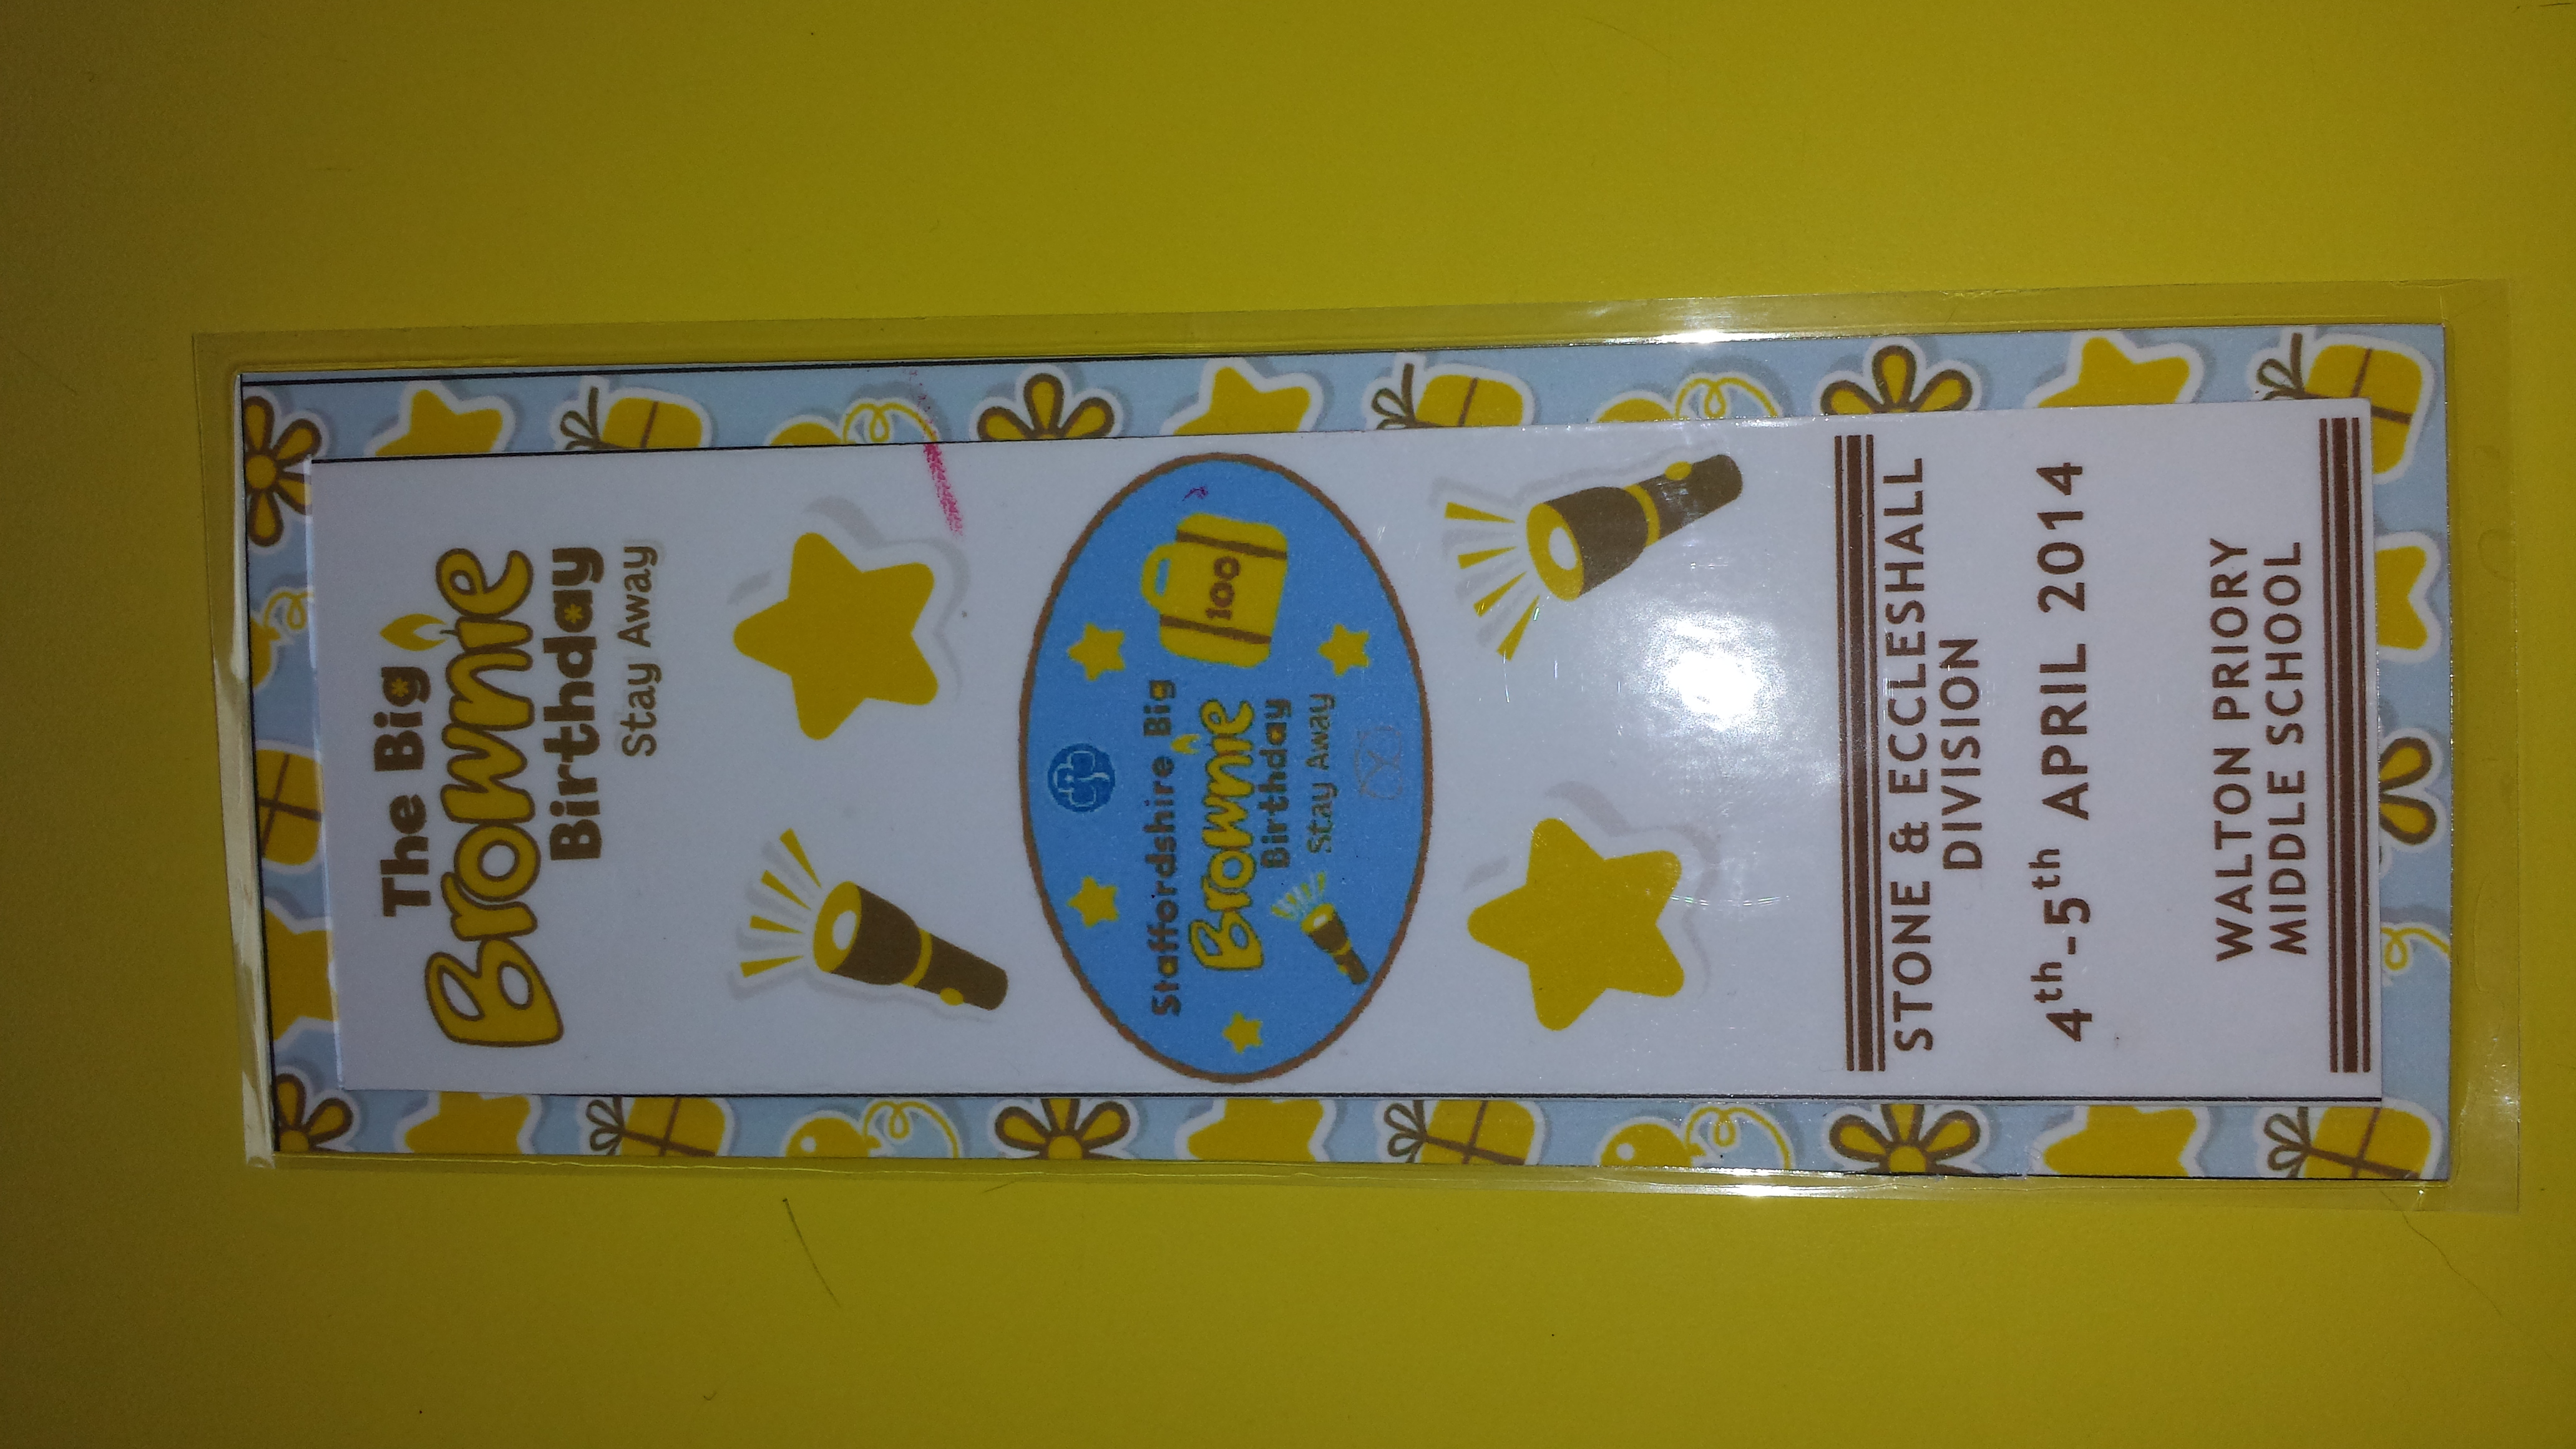 The Big
Brownie
Birthday
Stay Away
Staffordshire Big
Brownie
Birthday
Stay Away
100
STONE & ECCLESHALL
DIVISION
4th-5th APRIL 2014
WALTON PRIORY
MIDDLE SCHOOL